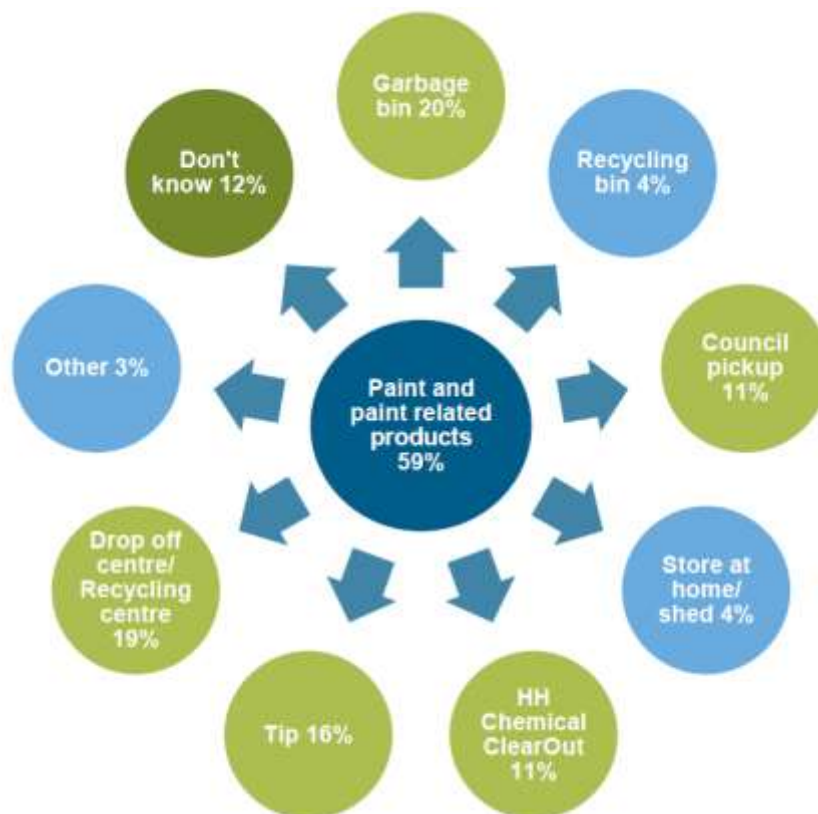 Garbage
bin 20%
Don't
know 12%
Recycling
bin 4%
Other 3%
Council
pickup
11%
Paint and
paint related
products
59%
Drop off
centre/
Recycling
centre
19%
Store at
home/
shed 4%
Tip 16%
HH
Chemical
ClearOut
11%